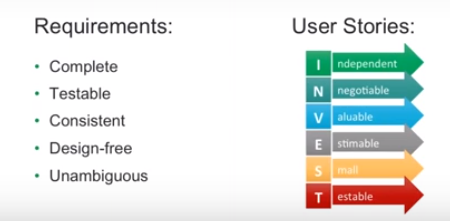 Requirements:
• Complete
• Testable
• Consistent
• Design-free
• Unambiguous
User Stories:
I ndependent
N negotiable
V aluable
E stimable
S mall
T estable